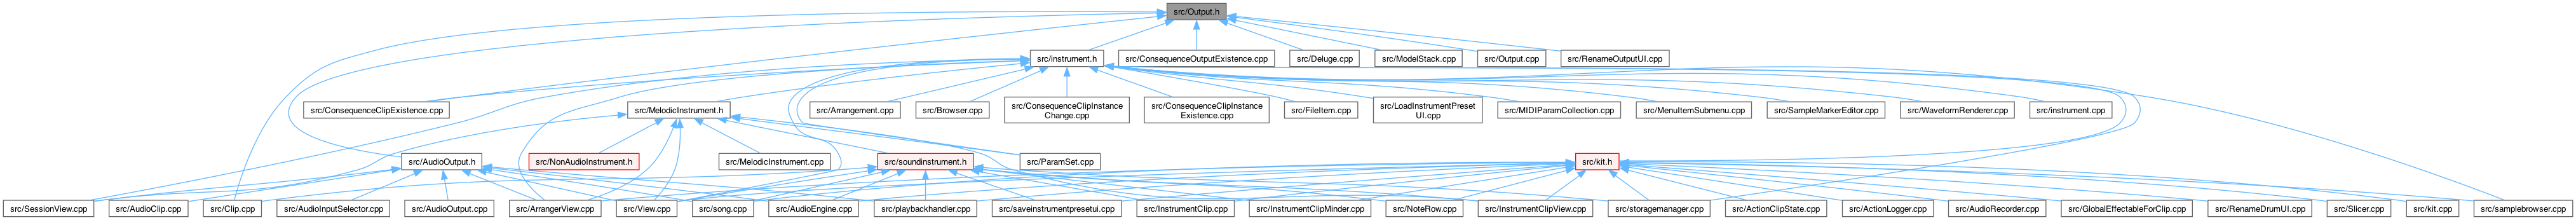 src/Output.h
src/instrument.h
src/ConsequenceOutputExistence.cpp
src/Deluge.cpp
src/ModelStack.cpp
src/Output.cpp
src/RenameOutputUI.cpp
src/ConsequenceClipExistence.cpp
src/MelodicInstrument.h
src/Arrangement.cpp
src/Browser.cpp
src/ConsequenceClipInstance
Change.cpp
src/ConsequenceClipInstance
Existence.cpp
src/FileItem.cpp
src/LoadInstrumentPreset
UI.cpp
src/MIDIParamCollection.cpp
src/MenuItemSubmenu.cpp
src/SampleMarkerEditor.cpp
src/WaveformRenderer.cpp
src/instrument.cpp
src/AudioOutput.h
src/NonAudioInstrument.h
src/MelodicInstrument.cpp
src/soundinstrument.h
src/ParamSet.cpp
src/kit.h
src/SessionView.cpp
src/AudioClip.cpp
src/Clip.cpp
src/AudioInputSelector.cpp
src/AudioOutput.cpp
src/ArrangerView.cpp
src/View.cpp
src/song.cpp
src/AudioEngine.cpp
src/playbackhandler.cpp
src/saveinstrumentpresetui.cpp
src/InstrumentClip.cpp
src/InstrumentClipMinder.cpp
src/NoteRow.cpp
src/InstrumentClipView.cpp
src/storagemanager.cpp
src/ActionClipState.cpp
src/ActionLogger.cpp
src/AudioRecorder.cpp
src/GlobalEffectableForClip.cpp
src/RenameDrumUI.cpp
src/Slicer.cpp
src/kit.cpp
src/samplebrowser.cpp